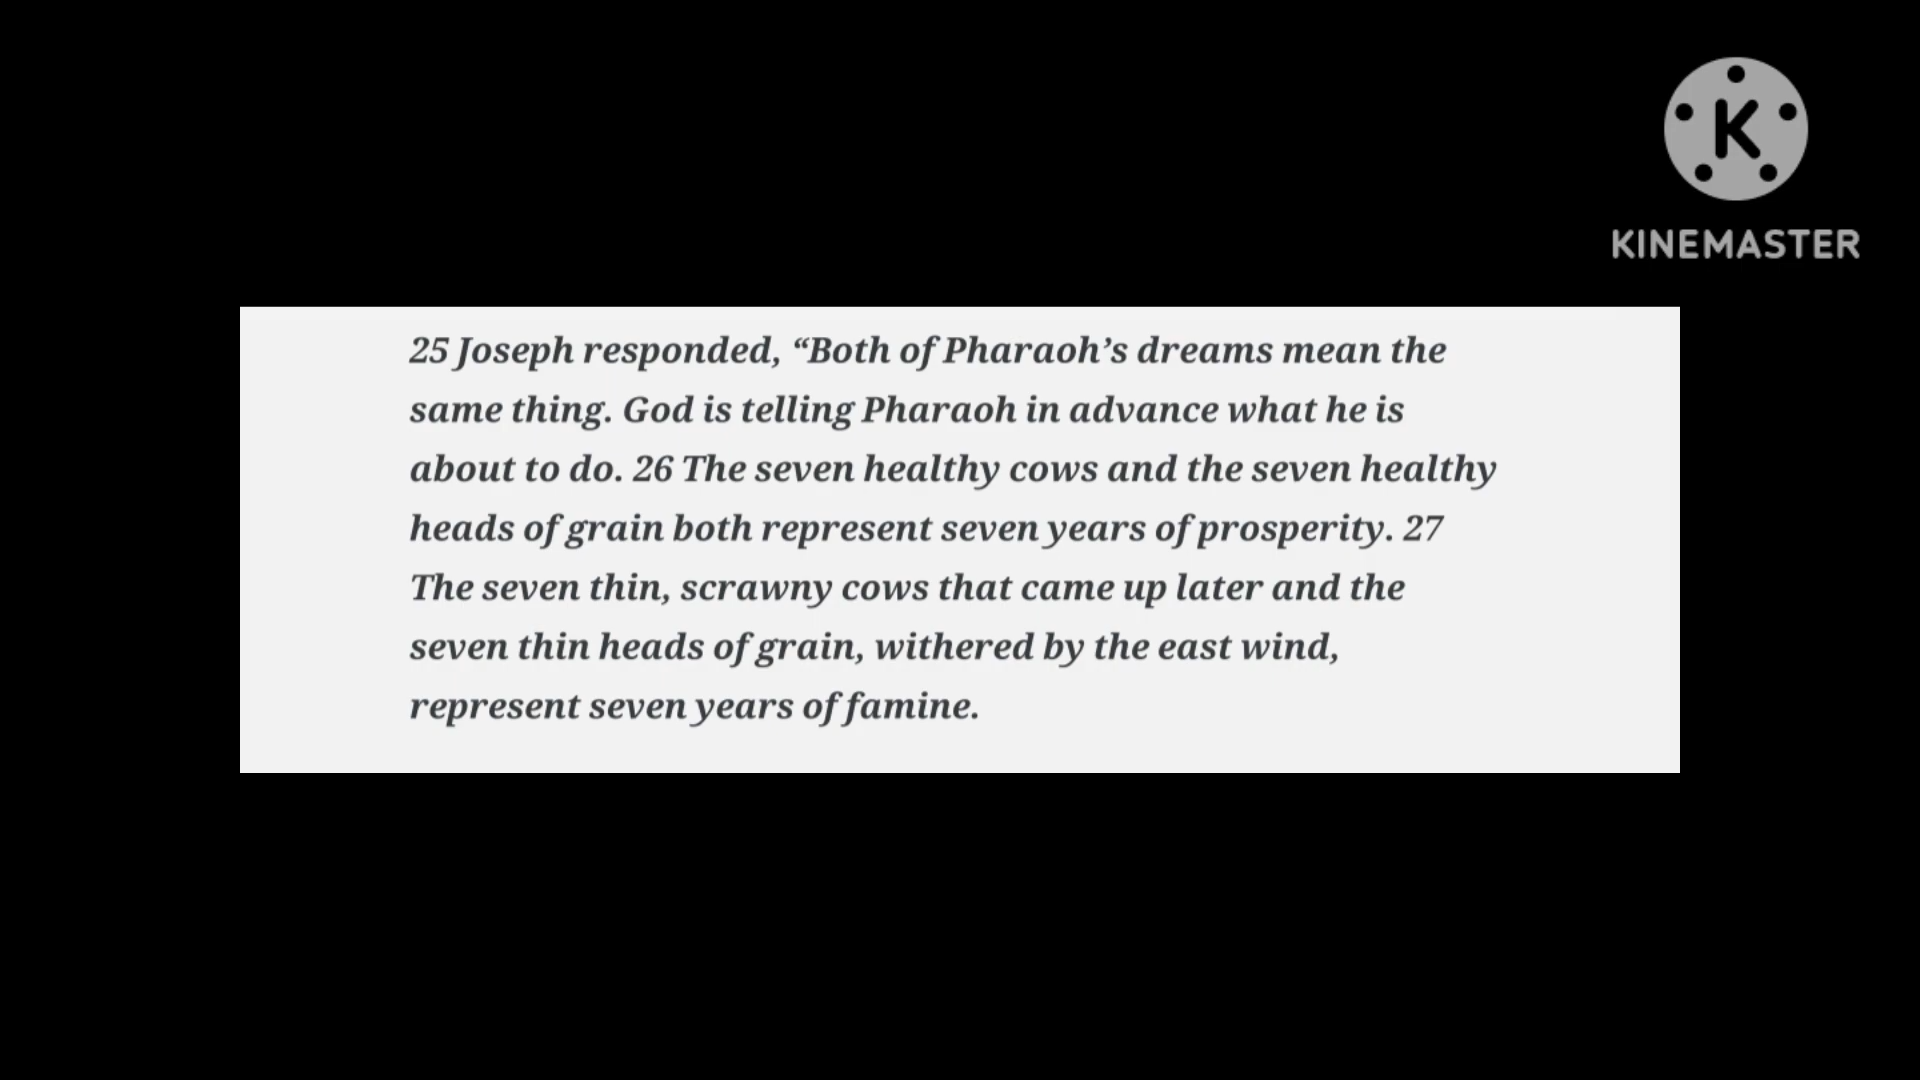 K
KINEMASTER
25 Joseph responded, “Both of Pharaoh’s dreams mean the
same thing. God is telling Pharaoh in advance what he is
about to do. 26 The seven healthy cows and the seven healthy
heads of grain both represent seven years of prosperity. 27
The seven thin, scrawny cows that came up later and the
seven thin heads of grain, withered by the east wind,
represent seven years of famine.